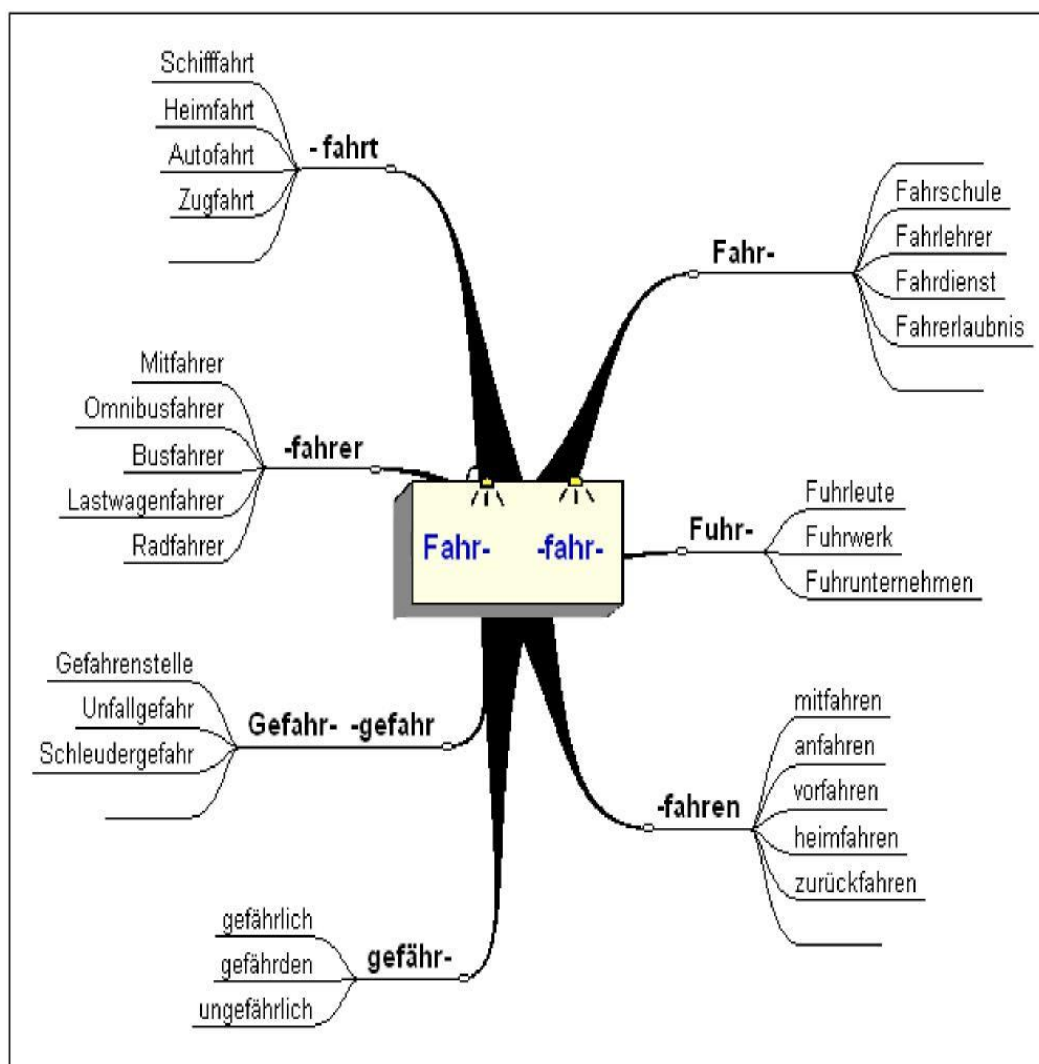 Schifffahrt
Heimfahrt
Autofahrt
Zugfahrt
- fahrt
Fahr-
Fahrschule
Fahrlehrer
Fahrdienst
Fahrerlaubnis
Mitfahrer
Omnibusfahrer
Busfahrer
Lastwagenfahrer
Radfahrer
-fahrer
Fahr- -fahr-
Fuhr-
Fuhrleute
Fuhrwerk
Fuhrunternehmen
Gefahrenstelle
Unfallgefahr
Schleudergefahr
Gefahr- -gefahr
-fahren
mitfahren
anfahren
vorfahren
heimfahren
zurückfahren
gefährlich
gefährden
ungefährlich
gefähr-